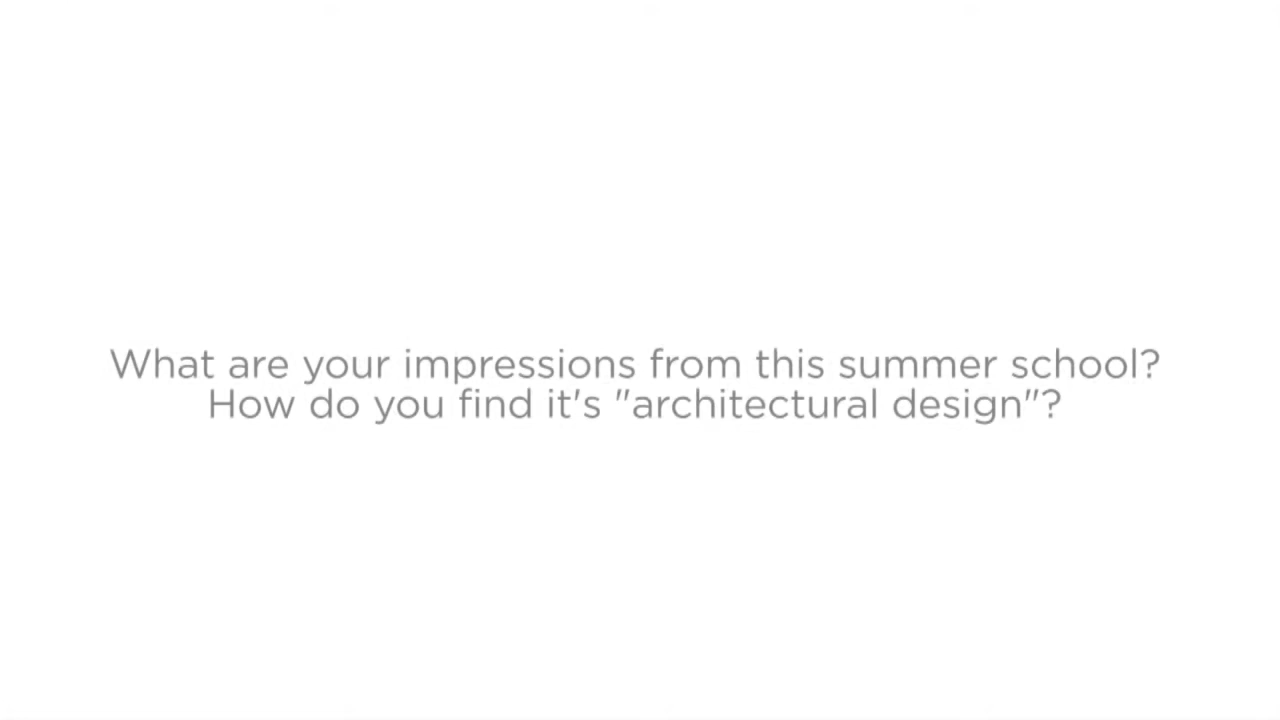 What are your impressions from this summer school?
How do you find it's "architectural design"?